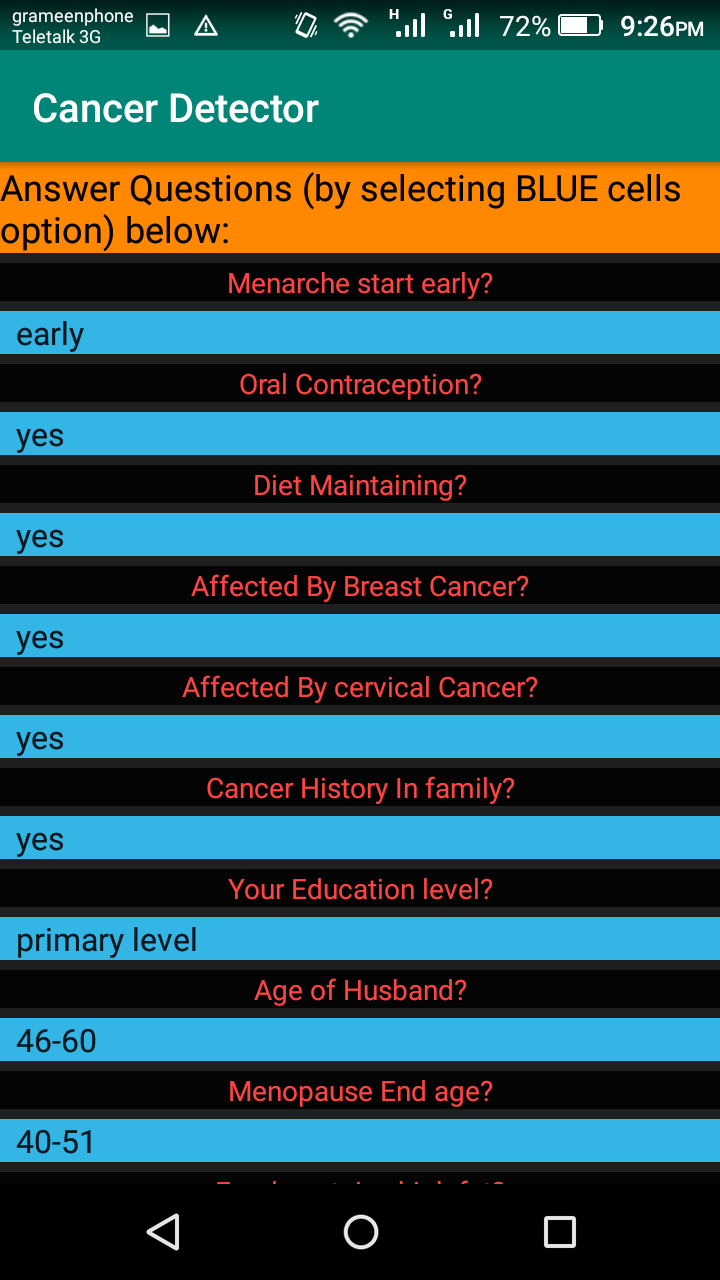 grameenphone
Teletalk 3G
H
G
72%
9:26PM
Cancer Detector
Answer Questions (by selecting BLUE cells
option) below:
Menarche start early?
early
Oral Contraception?
yes
Diet Maintaining?
yes
Affected By Breast Cancer?
yes
Affected By cervical Cancer?
yes
Cancer History In family?
yes
Your Education level?
primary level
Age of Husband?
46-60
Menopause End age?
40-51